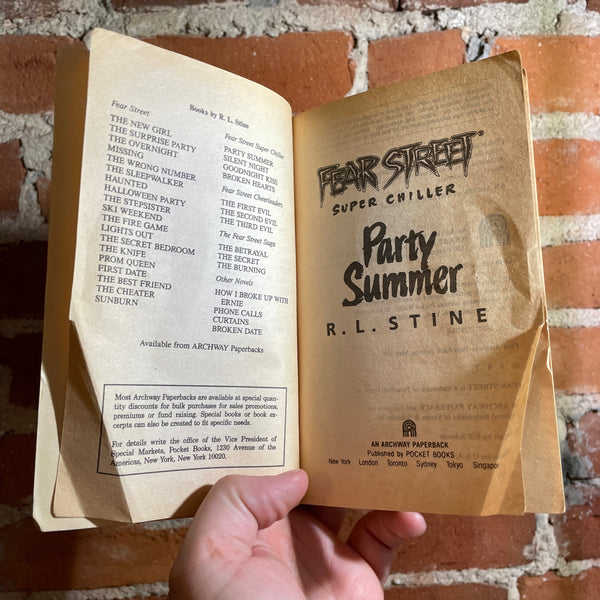 Books by R. L. Stine
Fear Street
THE NEW GIRL
THE SURPRISE PARTY
THE OVERNIGHT
MISSING
THE WRONG NUMBER
THE SLEEPWALKER
HAUNTED
HALLOWEEN PARTY
THE STEPSISTER
SKI WEEKEND
THE FIRE GAME
LIGHTS OUT
THE SECRET BEDROOM
THE KNIFE
PROM QUEEN
FIRST DATE
THE BEST FRIEND
THE CHEATER
SUNBURN
Fear Street Super Chiller
PARTY SUMMER
SILENT NIGHT
GOODNIGHT KISS
BROKEN HEARTS
Fear Street Cheerleaders
THE FIRST EVIL
THE SECOND EVIL
THE THIRD EVIL
The Fear Street Saga
THE BETRAYAL
THE SECRET
THE BURNING
Other Novels
HOW I BROKE UP WITH
ERNIE
PHONE CALLS
CURTAINS
BROKEN DATE
Available from ARCHWAY Paperbacks
Most Archway Paperbacks are available at special quan-
tity discounts for bulk purchases for sales promotions,
premiums or fund raising. Special books or book ex-
cerpts can also be created to fit specific needs.
For details write the office of the Vice President of
Special Markets, Pocket Books, 1230 Avenue of the
Americas, New York, New York 10020.
FEAR STREET®
SUPER CHILLER
Party
Summer
R. L. STINE
AN ARCHWAY PAPERBACK
Published by POCKET BOOKS
New York London Toronto Sydney Tokyo Singapore